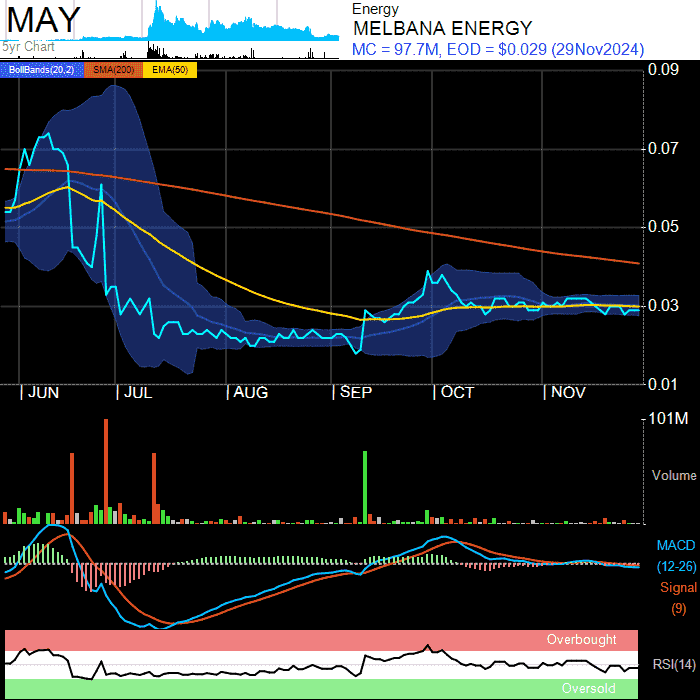 MAY
5yr Chart
Energy
MELBANA ENERGY
MC = 97.7M, EOD = $0.029 (29Nov2024)
BollBands(20,2) SMA(200) EMA(50)
0.09
0.07
0.05
0.03
0.01
| JUN | JUL | AUG | SEP | OCT | NOV
101M
Volume
MACD
(12-26)
Signal
(9)
Overbought
RSI(14)
Oversold